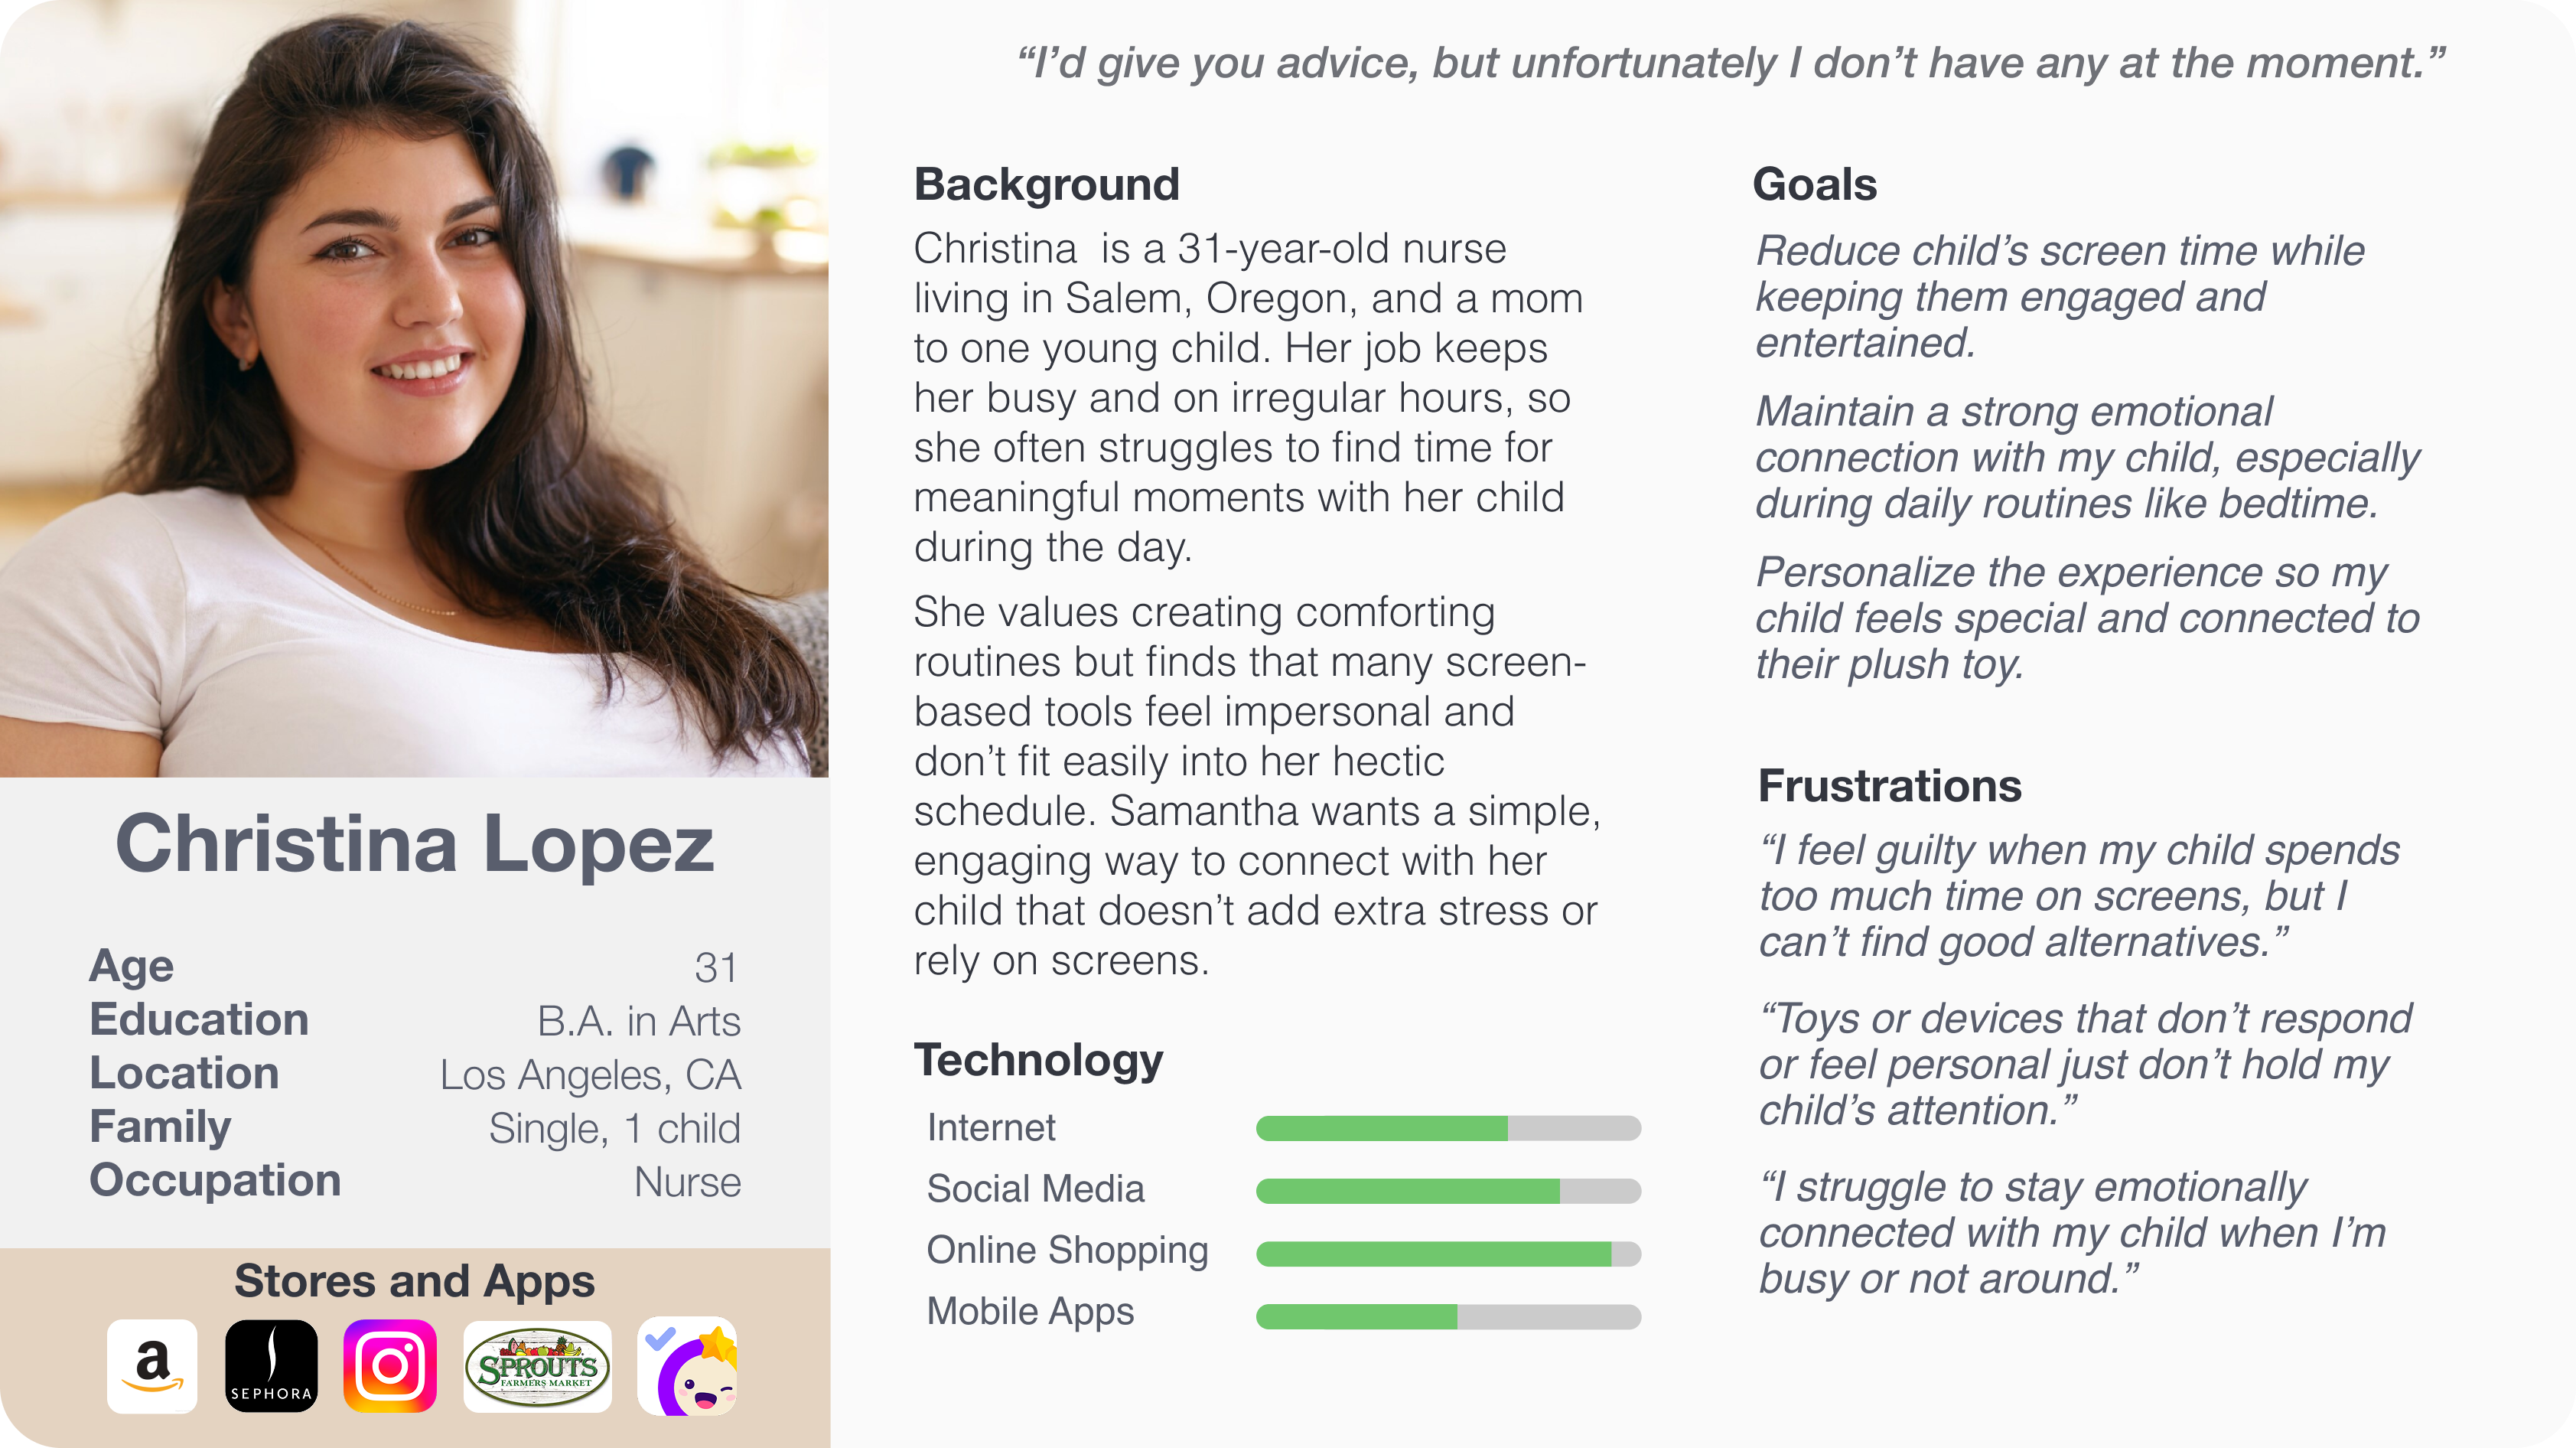 “I’d give you advice, but unfortunately I don’t have any at the moment.”
Christina Lopez
Age 31
Education B.A. in Arts
Location Los Angeles, CA
Family Single, 1 child
Occupation Nurse
Stores and Apps
a
SEPHORA
SPROUTS
FARMERS MARKET
Background
Christina  is a 31-year-old nurse
living in Salem, Oregon, and a mom
to one young child. Her job keeps
her busy and on irregular hours, so
she often struggles to find time for
meaningful moments with her child
during the day.
She values creating comforting
routines but finds that many screen-
based tools feel impersonal and
don’t fit easily into her hectic
schedule. Samantha wants a simple,
engaging way to connect with her
child that doesn’t add extra stress or
rely on screens.
Technology
Internet
Social Media
Online Shopping
Mobile Apps
Goals
Reduce child’s screen time while
keeping them engaged and
entertained.
Maintain a strong emotional
connection with my child, especially
during daily routines like bedtime.
Personalize the experience so my
child feels special and connected to
their plush toy.
Frustrations
“I feel guilty when my child spends
too much time on screens, but I
can’t find good alternatives.”
“Toys or devices that don’t respond
or feel personal just don’t hold my
child’s attention.”
“I struggle to stay emotionally
connected with my child when I’m
busy or not around.”